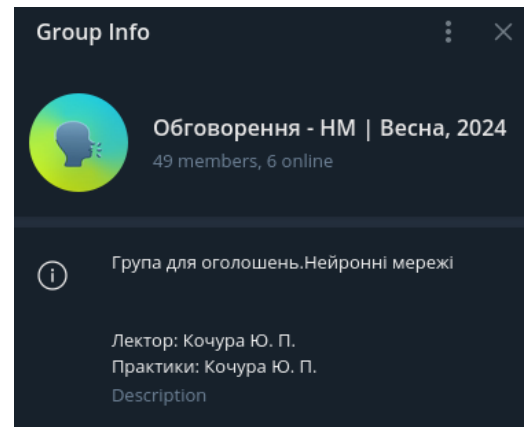 Group Info
Обговорення - НМ | Весна, 2024
49 members, 6 online
Група для оголошень.Нейронні мережі
Лектор: Кочура Ю. П.
Практики: Кочура Ю. П.
Description